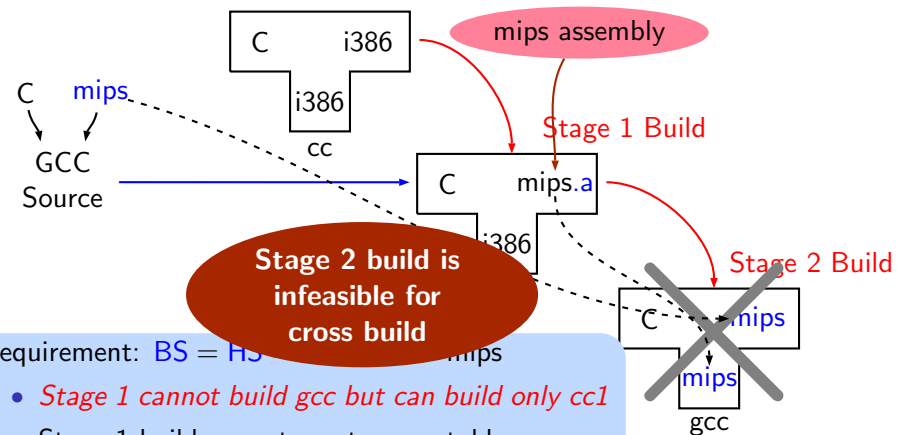 C i386
i386
cc
mips assembly
C mips
GCC
Source
Stage 1 Build
C mips.a
i386
Stage 2 build is
infeasible for
cross build
Stage 2 Build
C mips
mips
gcc
equirement: BS = HS mips
• Stage 1 cannot build gcc but can build only cc1